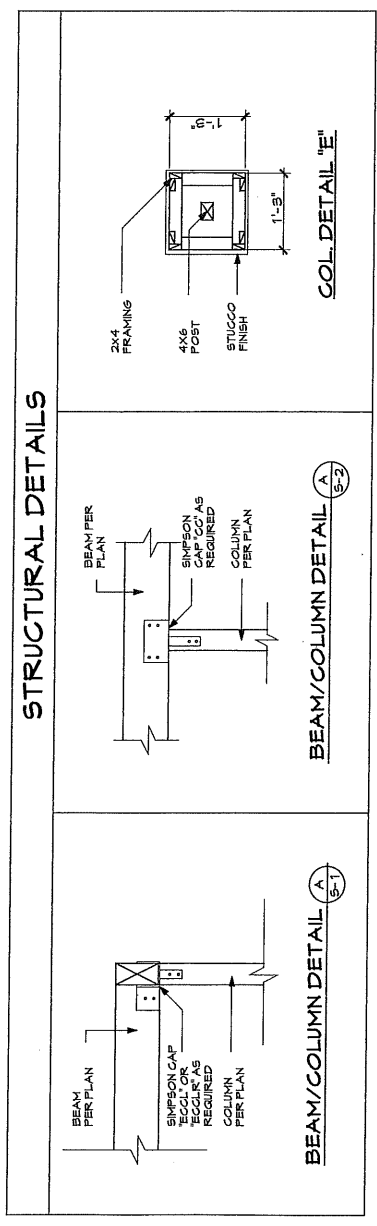 STRUCTURAL DETAILS
BEAM
PER PLAN
SIMPSON CAP
"ECCL" OR
"ECCLR" AS
REQUIRED
COLUMN
PER PLAN
BEAM/COLUMN DETAIL
A
S-1
BEAM PER
PLAN
SIMPSON
CAP "CC" AS
REQUIRED
COLUMN
PER PLAN
BEAM/COLUMN DETAIL
A
S-2
2X4
FRAMING
4X6
POST
STUCCO
FINISH
1'-3"
1'-3"
COL. DETAIL "E"